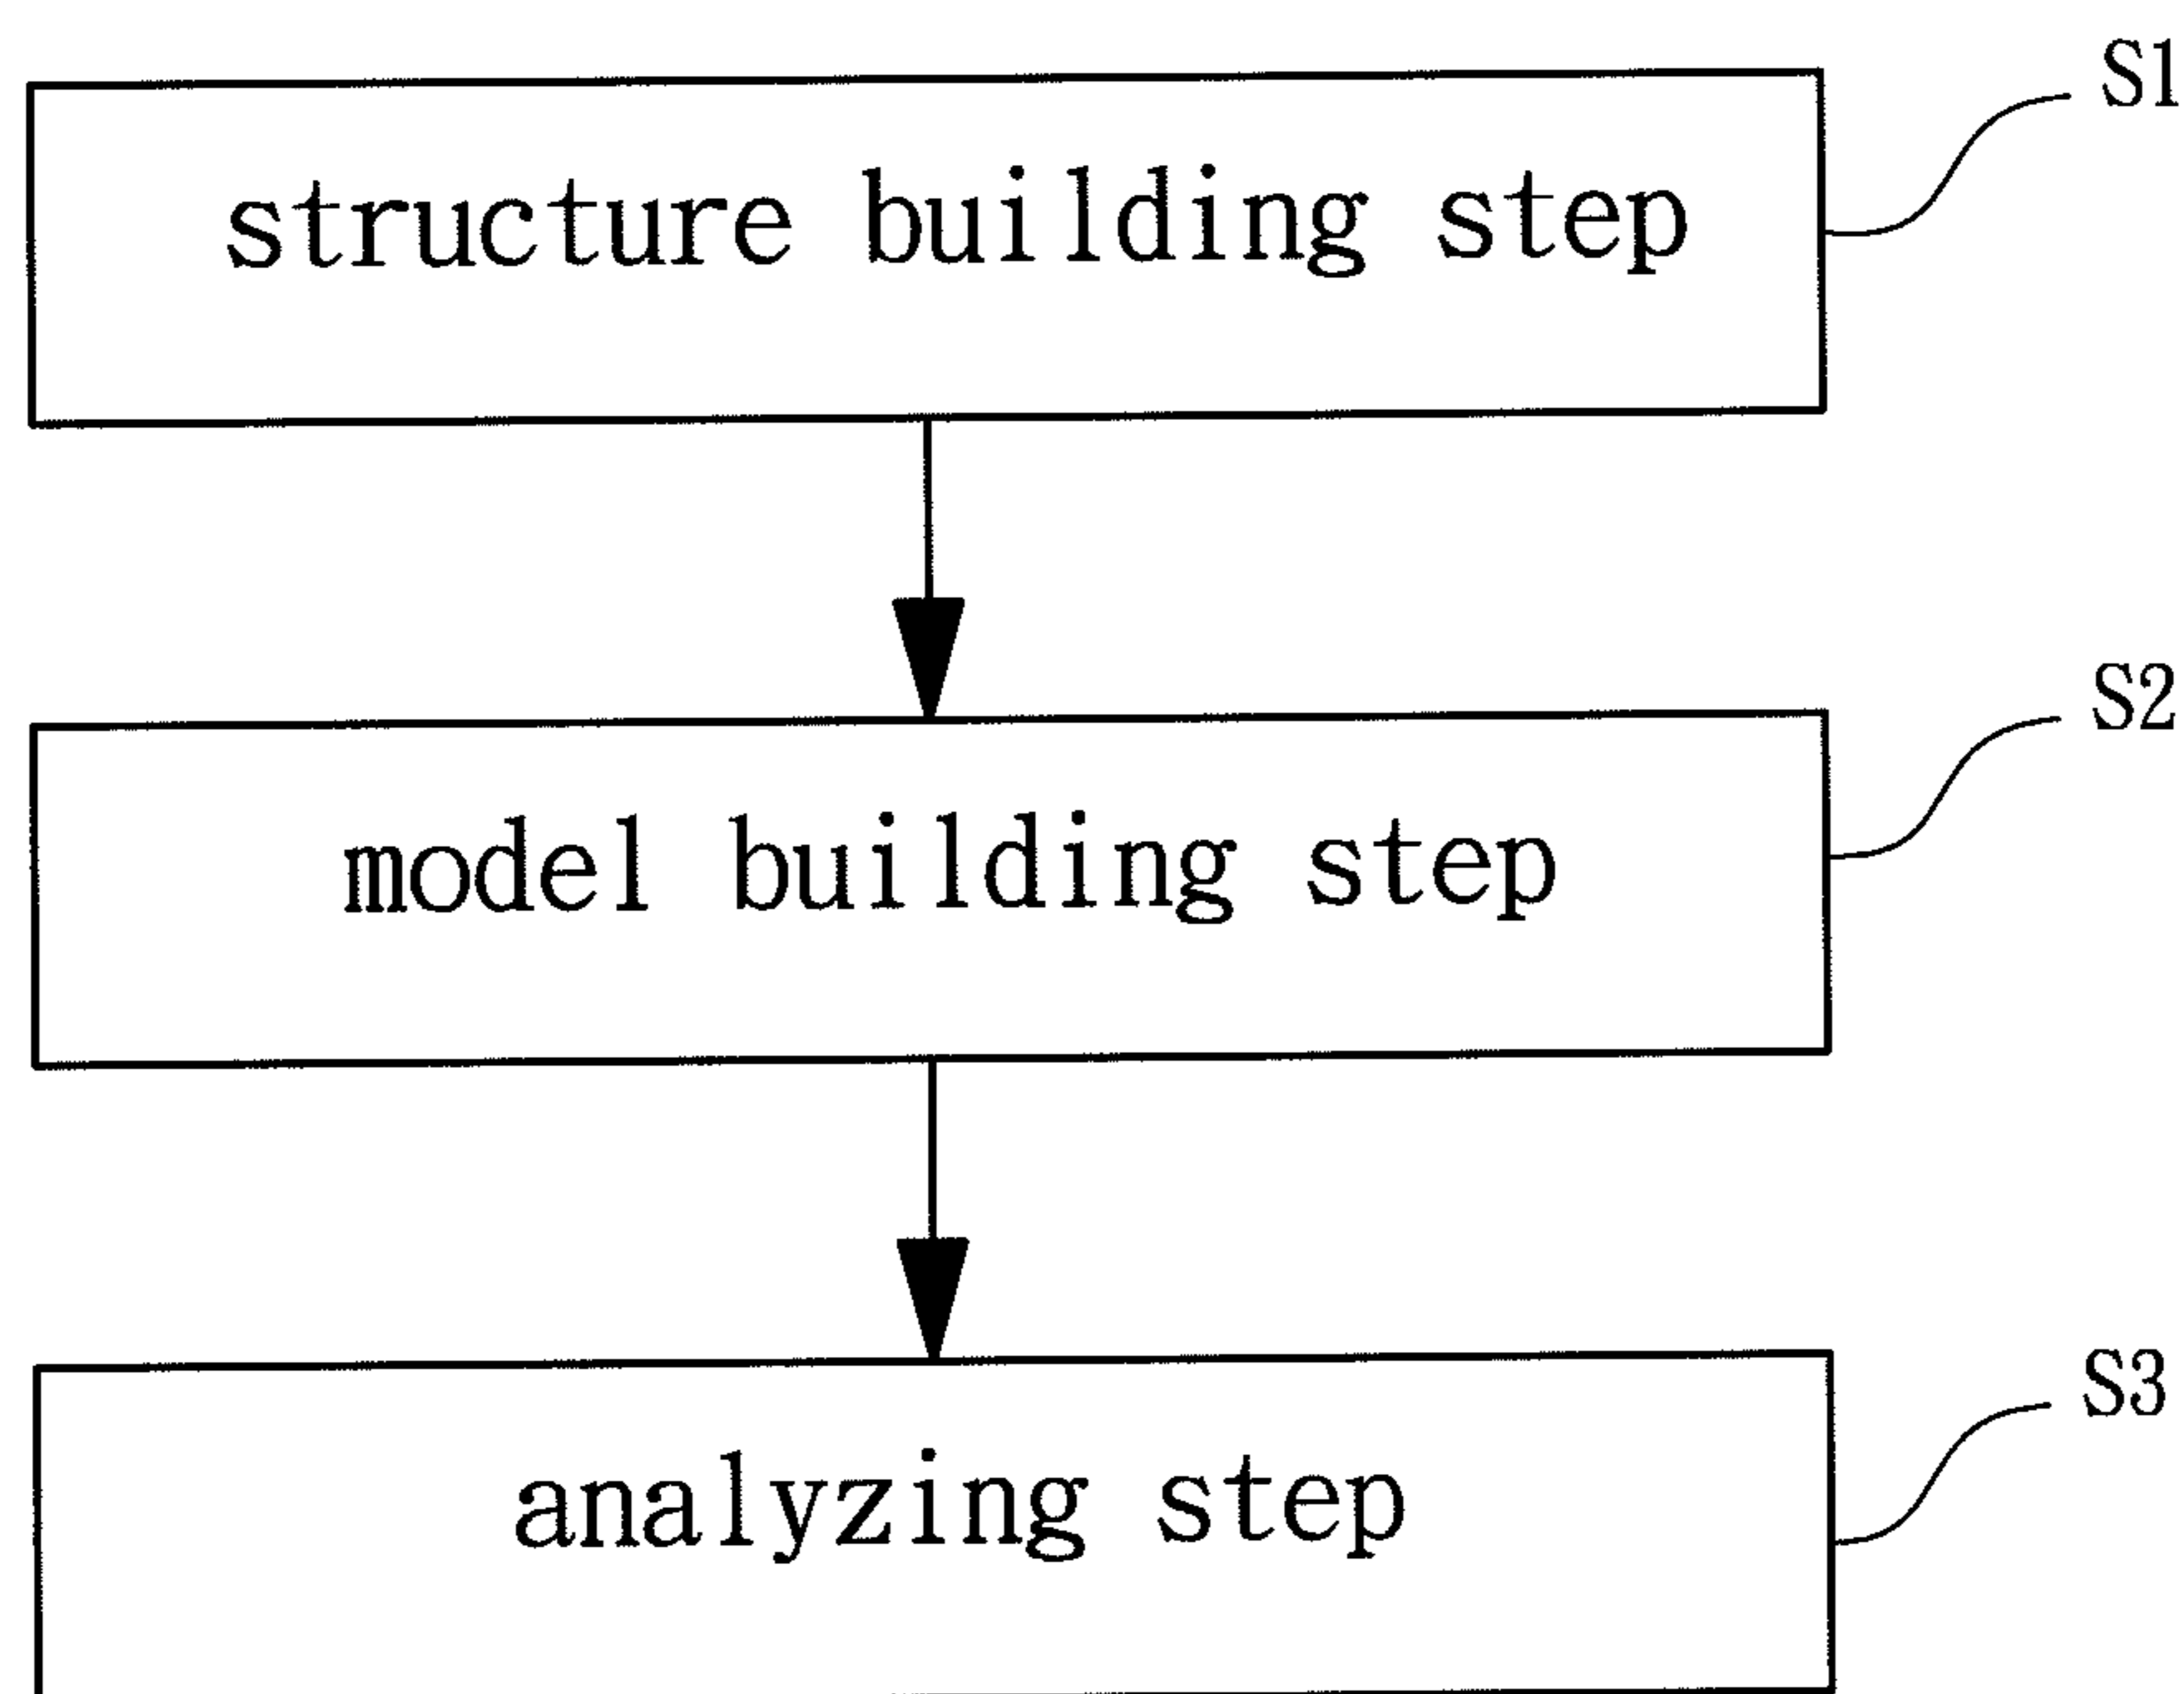 S1
structure building step
S2
model building step
S3
analyzing step